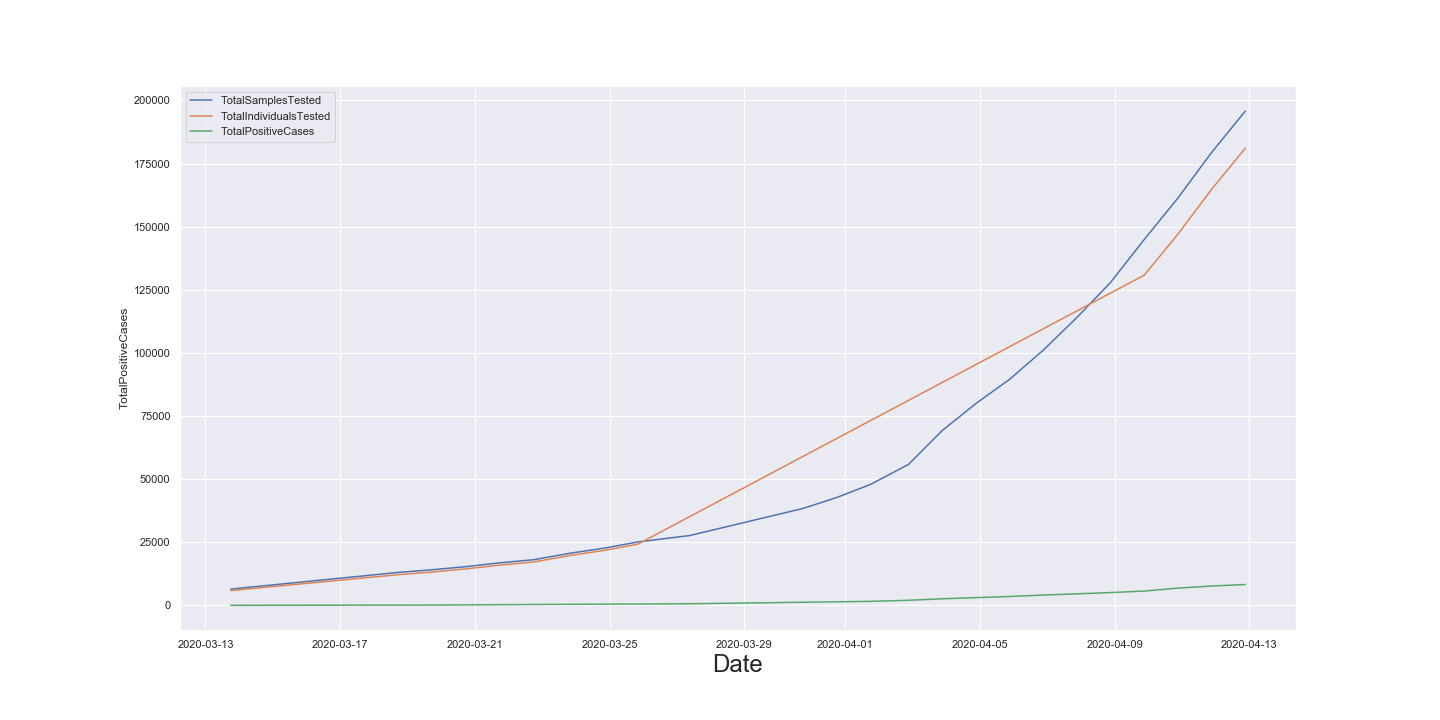 200000
175000
150000
125000
100000
75000
50000
25000
0
TotalPositiveCases
TotalSamplesTested
TotalIndividualsTested
TotalPositiveCases
2020-03-13 2020-03-17 2020-03-21 2020-03-25 2020-03-29 2020-04-01 2020-04-05 2020-04-09 2020-04-13
Date